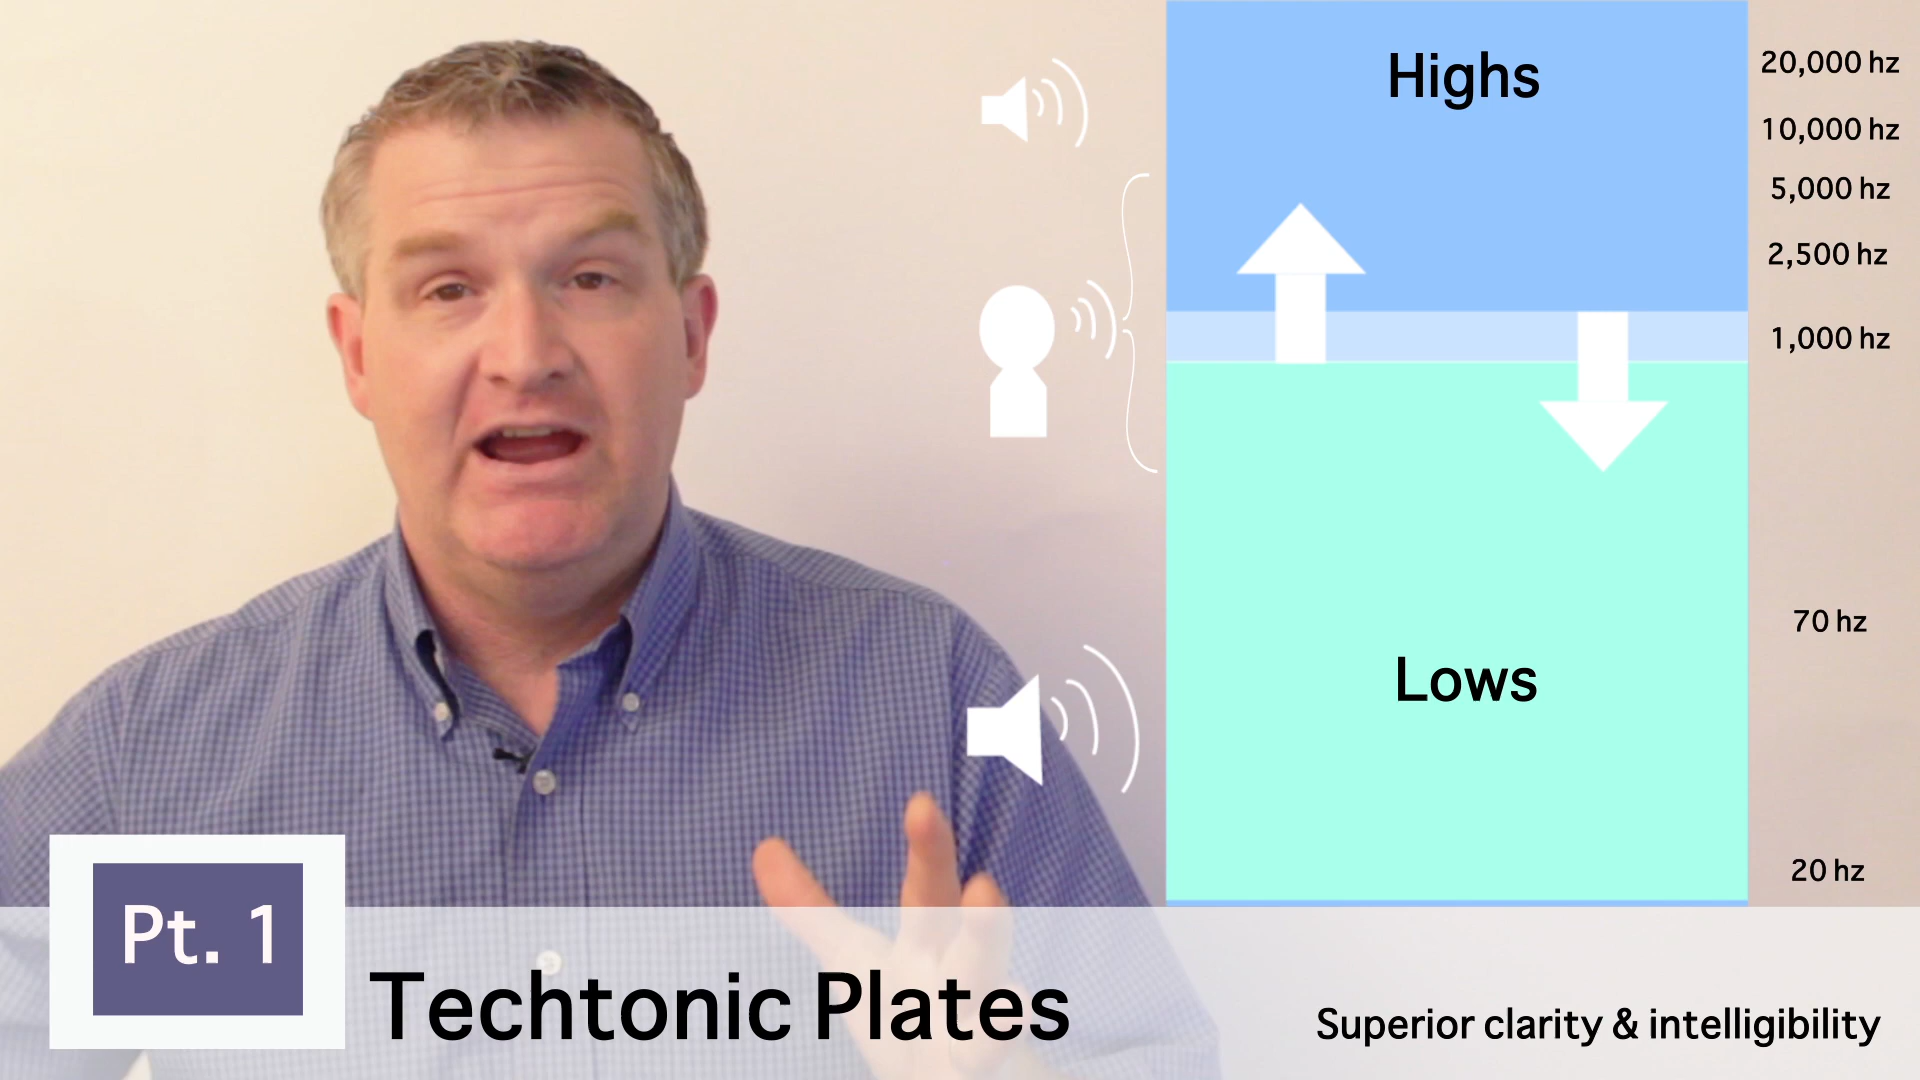 Highs
20,000 hz
10,000 hz
5,000 hz
2,500 hz
1,000 hz
70 hz
Lows
20 hz
Pt. 1
Techtonic Plates
Superior clarity & intelligibility